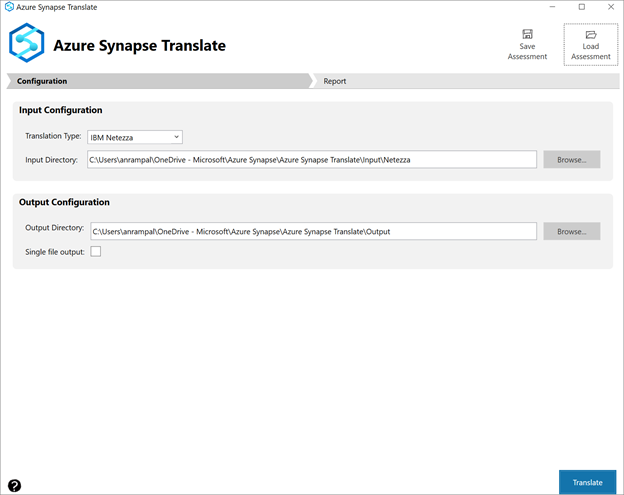 Azure Synapse Translate
Azure Synapse Translate
Save
Assessment
Load
Assessment
Configuration
Report
Input Configuration
Translation Type: IBM Netezza
Input Directory: C:\Users\anrampal\OneDrive - Microsoft\Azure Synapse\Azure Synapse Translate\Input\Netezza Browse...
Output Configuration
Output Directory: C:\Users\anrampal\OneDrive - Microsoft\Azure Synapse\Azure Synapse Translate\Output Browse...
Single file output:
?
Translate